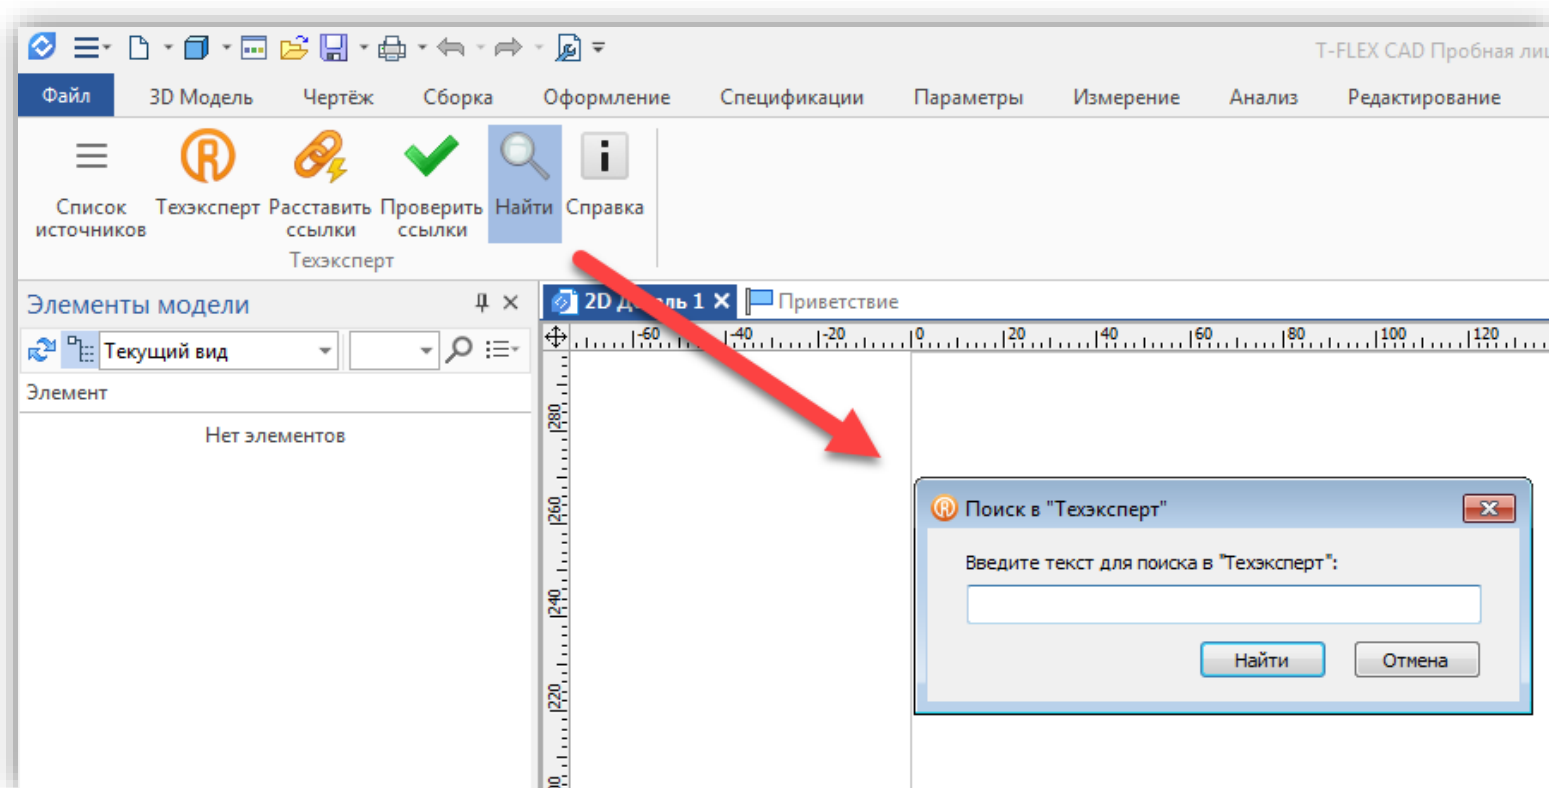 T-FLEX CAD Пробная
Файл 3D Модель Чертёж Сборка Оформление Спецификации Параметры Измерение Анализ Редактирование
Список источников
Техэксперт
Расставить ссылки
Проверить ссылки
Найти
Справка
Техэксперт
Элементы модели
2D 1
Приветствие
Текущий вид
-60 -40 -20 0 20 40 60 80 100 120
Элемент
Нет элементов
280
260
240
220
Поиск в "Техэксперт"
Введите текст для поиска в "Техэксперт":
Найти Отмена